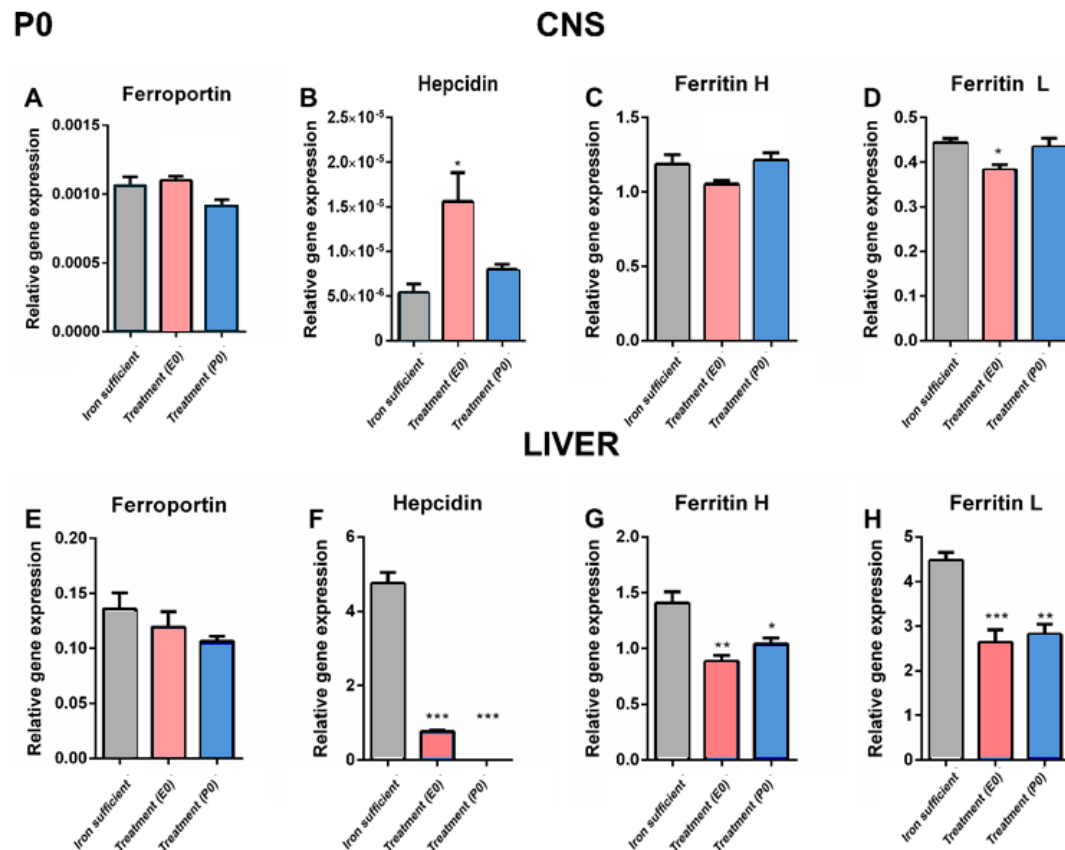 P0
CNS
A
Ferroportin
Relative gene expression
0.0015
0.0010
0.0005
0.0000
Iron sufficient
Treatment (E0)
Treatment (P0)
B
Hepcidin
Relative gene expression
2.5×10⁻⁵
2.0×10⁻⁵
1.5×10⁻⁵
1.0×10⁻⁵
5.0×10⁻⁶
0
*
Iron sufficient
Treatment (E0)
Treatment (P0)
C
Ferritin H
Relative gene expression
1.5
1.0
0.5
0.0
Iron sufficient
Treatment (E0)
Treatment (P0)
D
Ferritin L
Relative gene expression
0.5
0.4
0.3
0.2
0.1
0.0
*
Iron sufficient
Treatment (E0)
Treatment (P0)
LIVER
E
Ferroportin
Relative gene expression
0.20
0.15
0.10
0.05
0.00
Iron sufficient
Treatment (E0)
Treatment (P0)
F
Hepcidin
Relative gene expression
6
4
2
0
*** ***
Iron sufficient
Treatment (E0)
Treatment (P0)
G
Ferritin H
Relative gene expression
2.0
1.5
1.0
0.5
0.0
** *
Iron sufficient
Treatment (E0)
Treatment (P0)
H
Ferritin L
Relative gene expression
5
4
3
2
1
0
*** **
Iron sufficient
Treatment (E0)
Treatment (P0)